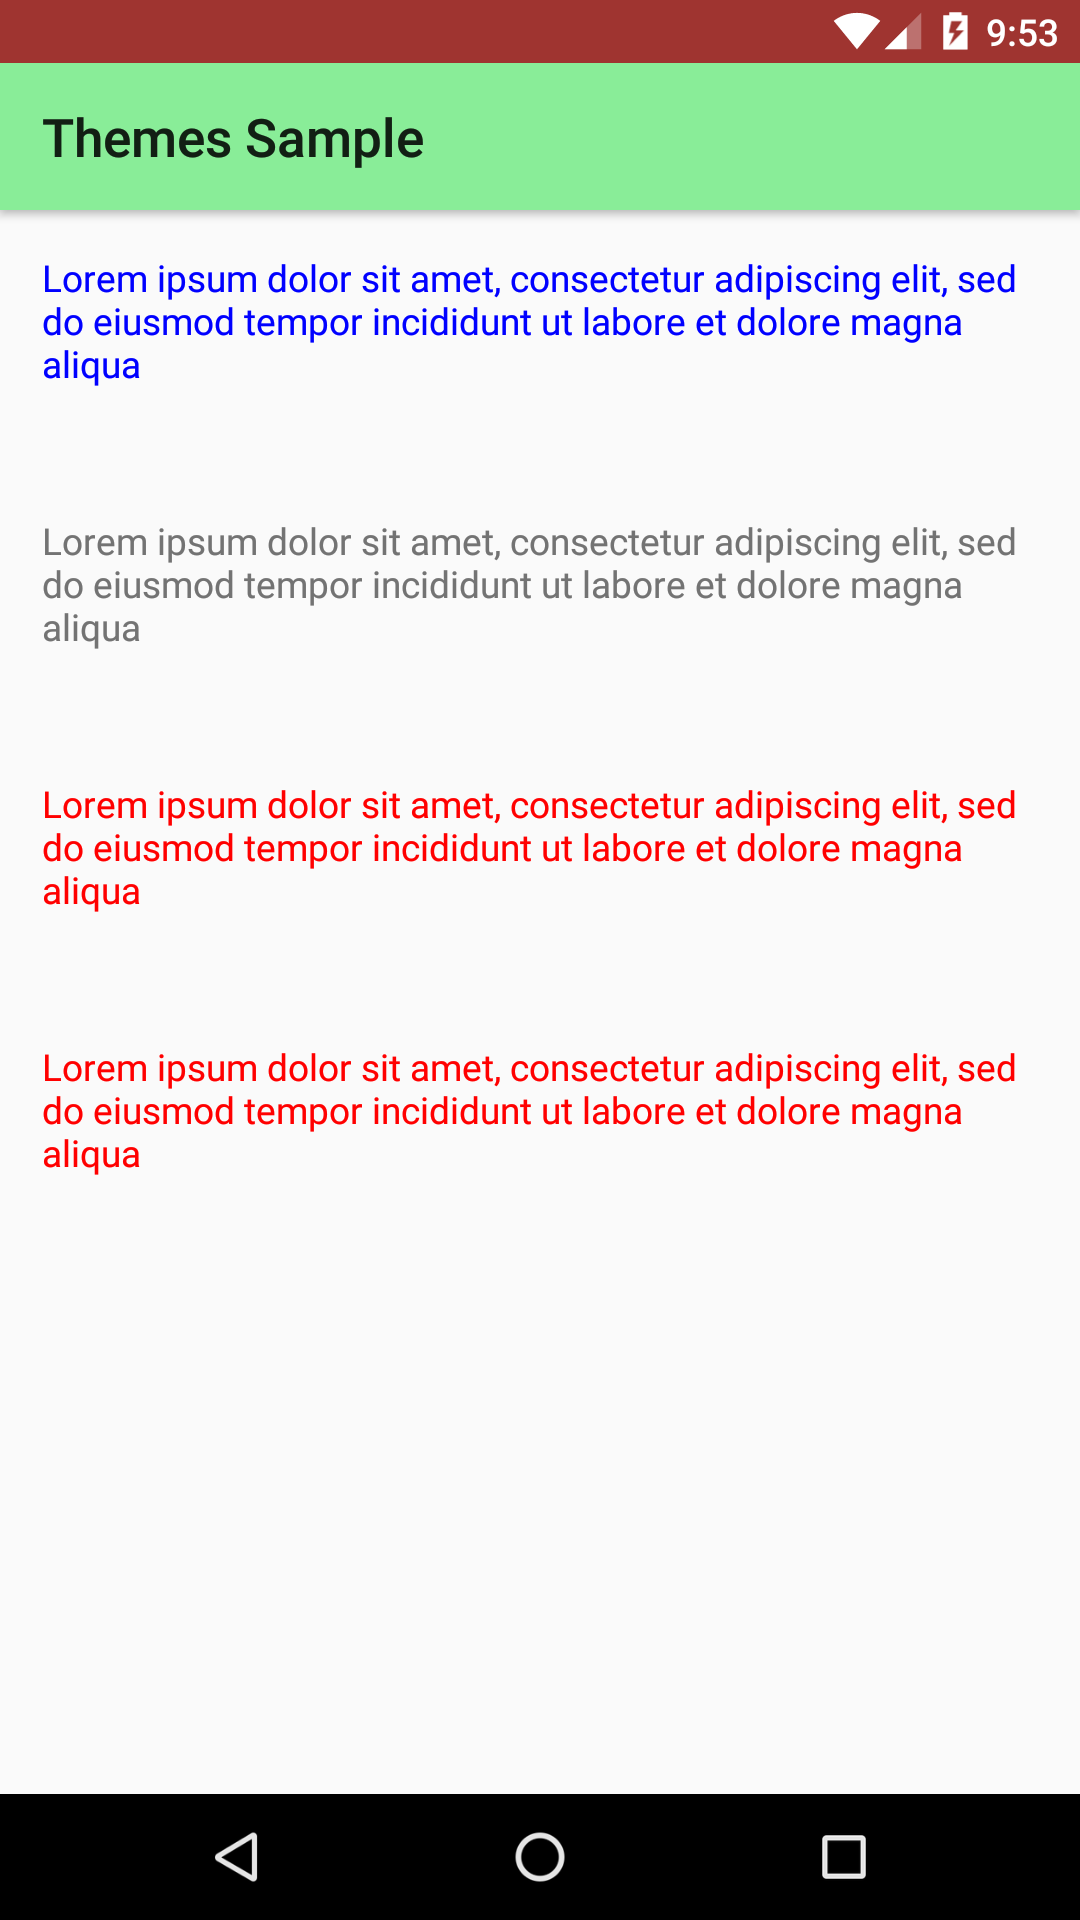 9:53
Themes Sample
Lorem ipsum dolor sit amet, consectetur adipiscing elit, sed
do eiusmod tempor incididunt ut labore et dolore magna
aliqua
Lorem ipsum dolor sit amet, consectetur adipiscing elit, sed
do eiusmod tempor incididunt ut labore et dolore magna
aliqua
Lorem ipsum dolor sit amet, consectetur adipiscing elit, sed
do eiusmod tempor incididunt ut labore et dolore magna
aliqua
Lorem ipsum dolor sit amet, consectetur adipiscing elit, sed
do eiusmod tempor incididunt ut labore et dolore magna
aliqua